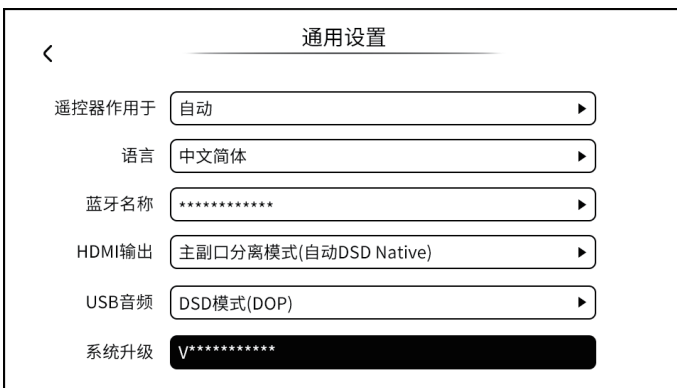 通用设置
遥控器作用于 自动
语言 中文简体
蓝牙名称 ************
HDMI输出 主副口分离模式(自动DSD Native)
USB音频 DSD模式(DOP)
系统升级 V***********